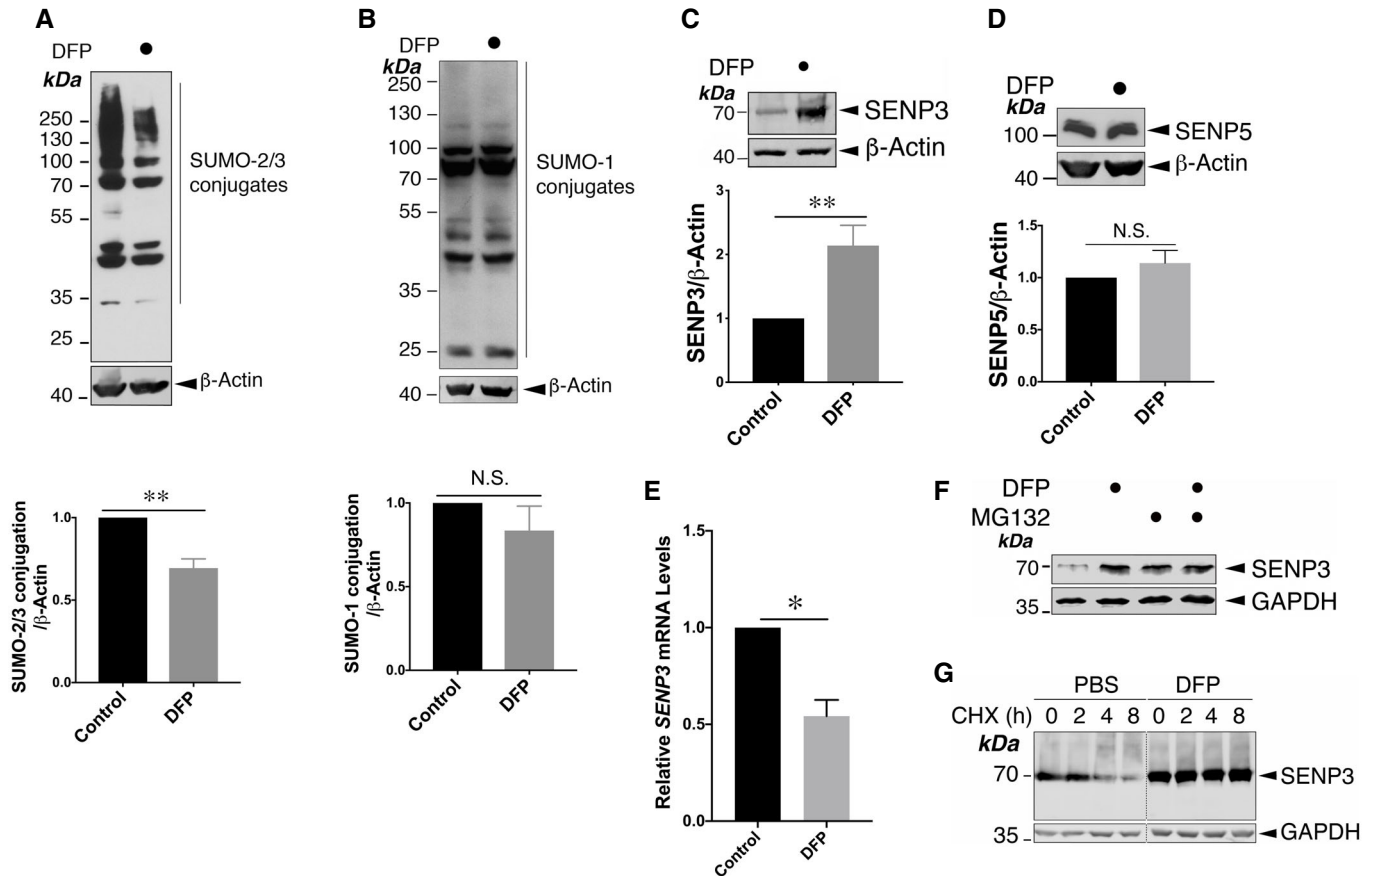 A
DFP ●
kDa
250
130
100
70
55
35
25
SUMO-2/3
conjugates
40
β-Actin
SUMO-2/3 conjugation
/β-Actin
**
1.0
0.5
0.0
Control
DFP
B
DFP ●
kDa
250
130
100
70
55
35
25
SUMO-1
conjugates
40
β-Actin
SUMO-1 conjugation
/β-Actin
N.S.
1.0
0.5
0.0
Control
DFP
C
DFP ●
kDa
70
SENP3
40
β-Actin
SENP3/β-Actin
**
3
2
1
0
Control
DFP
D
DFP ●
kDa
100
SENP5
40
β-Actin
SENP5/β-Actin
N.S.
1.5
1.0
0.5
0.0
Control
DFP
E
Relative SENP3 mRNA Levels
*
1.5
1.0
0.5
0.0
Control
DFP
F
DFP ● ●
MG132 ● ●
kDa
70
SENP3
35
GAPDH
G
PBS DFP
CHX (h) 0 2 4 8 0 2 4 8
kDa
70
SENP3
35
GAPDH